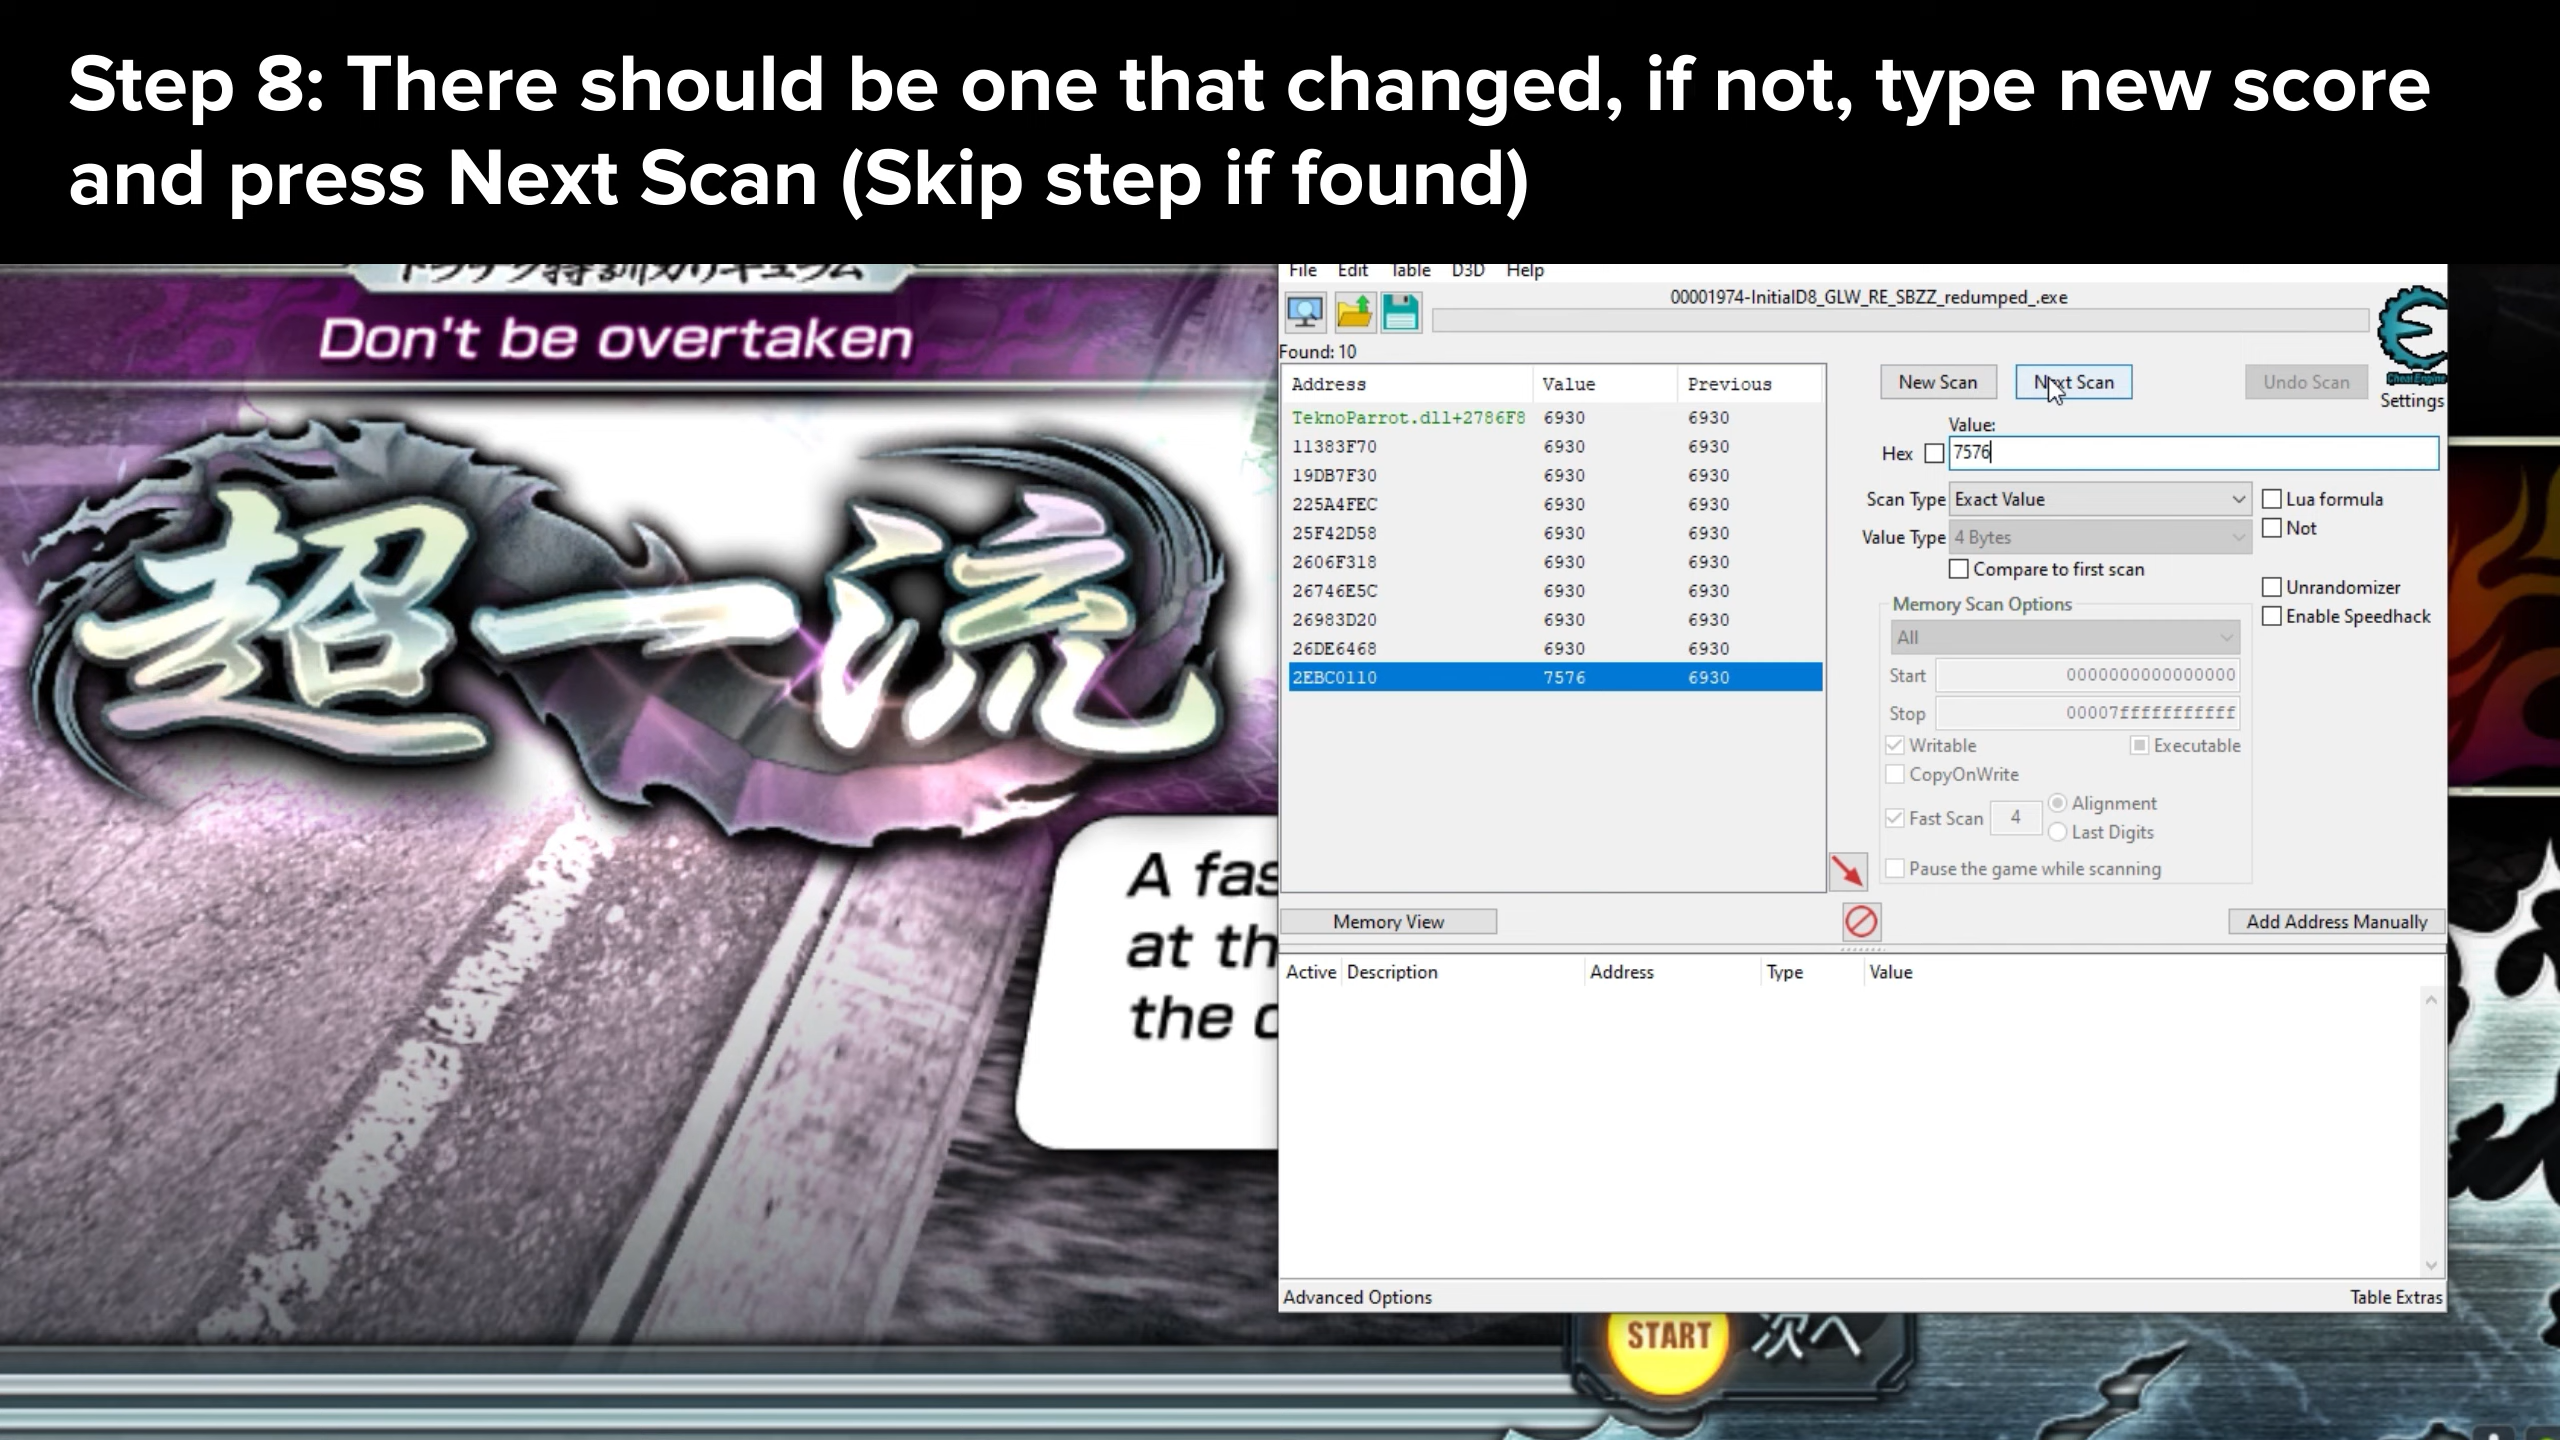 Step 8: There should be one that changed, if not, type new score
and press Next Scan (Skip step if found)
Don't be overtaken
超一流
A fas
at th
the c
START 次へ
File Edit Table D3D Help
00001974-InitialD8_GLW_RE_SBZZ_redumped_.exe
Found: 10
Address Value Previous
TeknoParrot.dll+2786F8 6930 6930
11383F70 6930 6930
19DB7F30 6930 6930
225A4FEC 6930 6930
25F42D58 6930 6930
2606F318 6930 6930
26746E5C 6930 6930
26983D20 6930 6930
26DE6468 6930 6930
2EBC0110 7576 6930
New Scan Next Scan Undo Scan
Cheat Engine
Settings
Value:
Hex 7576
Scan Type Exact Value
Lua formula
Not
Value Type 4 Bytes
Compare to first scan
Unrandomizer
Enable Speedhack
Memory Scan Options
All
Start 0000000000000000
Stop 00007fffffffffff
Writable Executable
CopyOnWrite
Fast Scan 4 Alignment
Last Digits
Pause the game while scanning
Memory View Add Address Manually
Active Description Address Type Value
Advanced Options Table Extras